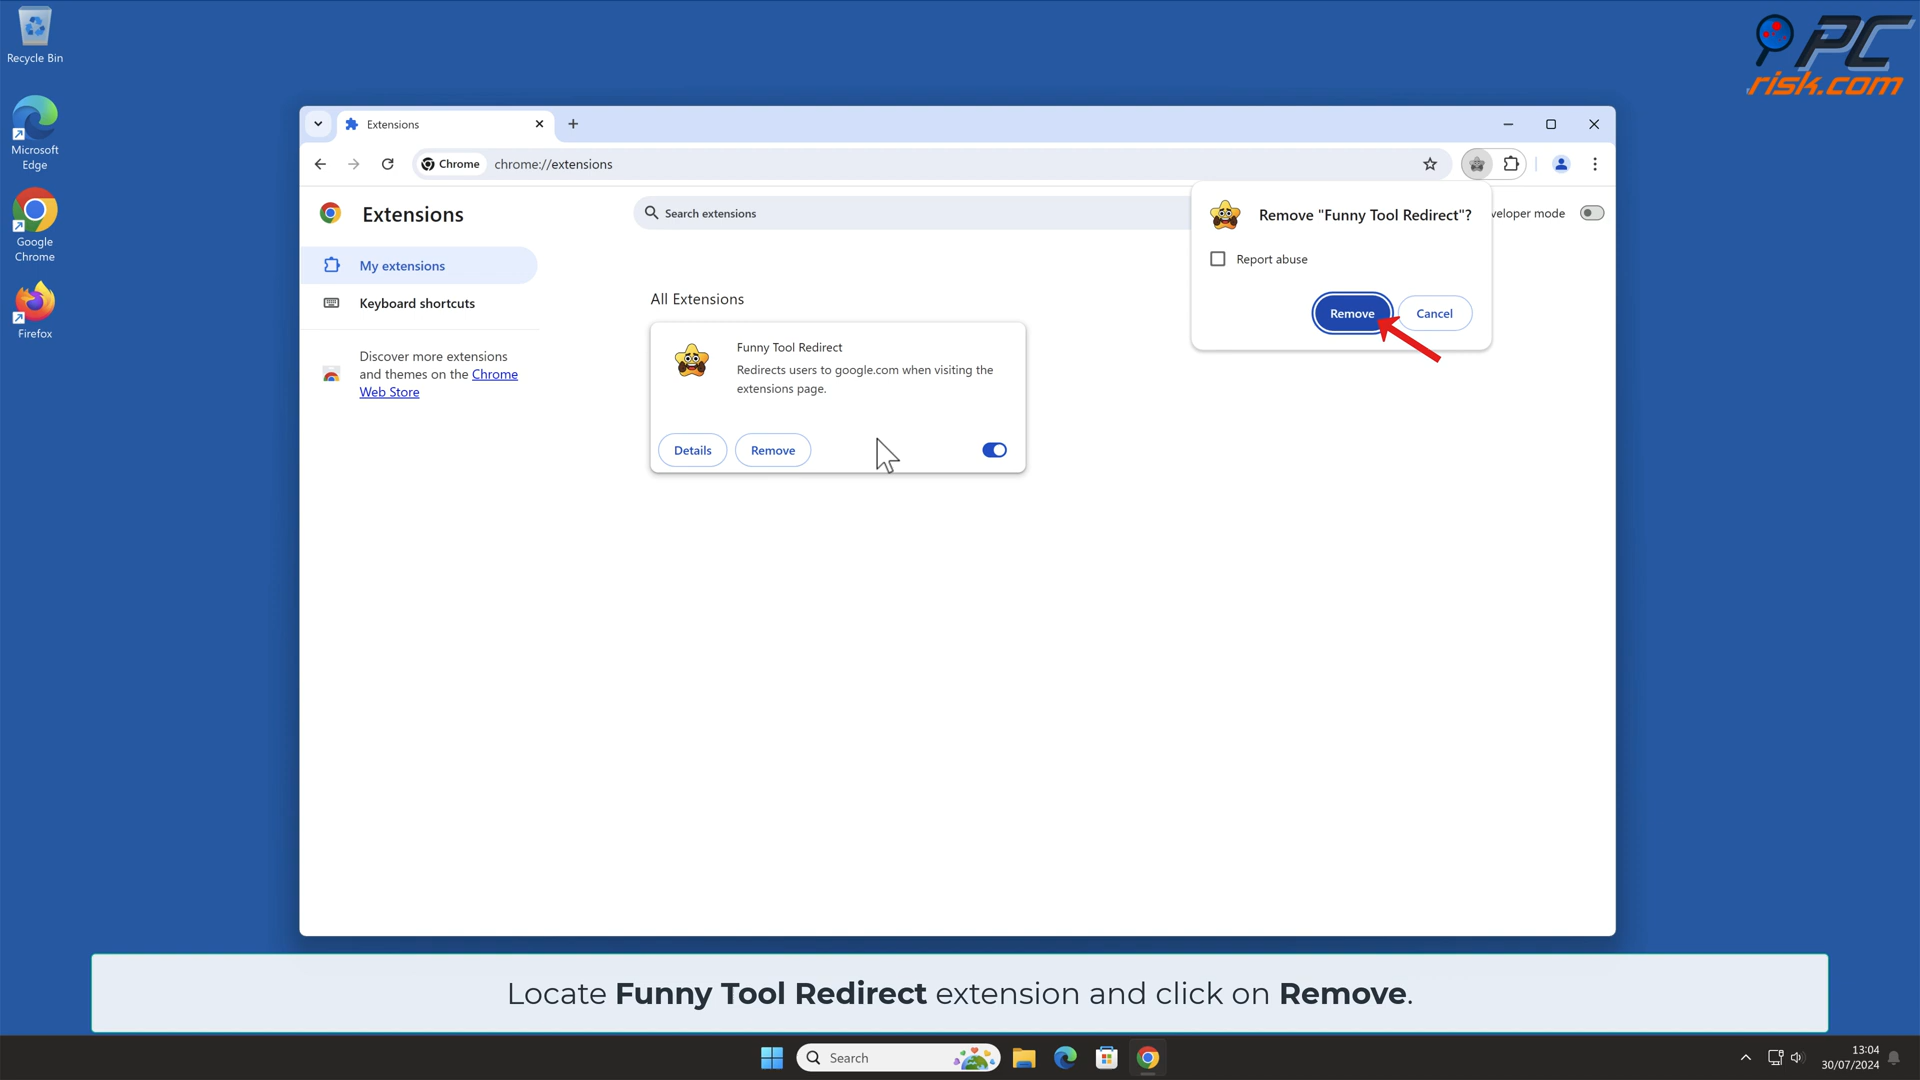 Recycle Bin
Microsoft
Edge
Google
Chrome
Firefox
PC
risk.com
Extensions
Chrome
chrome://extensions
Extensions
Search extensions
veloper mode
My extensions
Keyboard shortcuts
Discover more extensions
and themes on the Chrome
Web Store
All Extensions
Funny Tool Redirect
Redirects users to google.com when visiting the
extensions page.
Details
Remove
Remove "Funny Tool Redirect"?
Report abuse
Remove
Cancel
Locate Funny Tool Redirect extension and click on Remove.
Search
13:04
30/07/2024